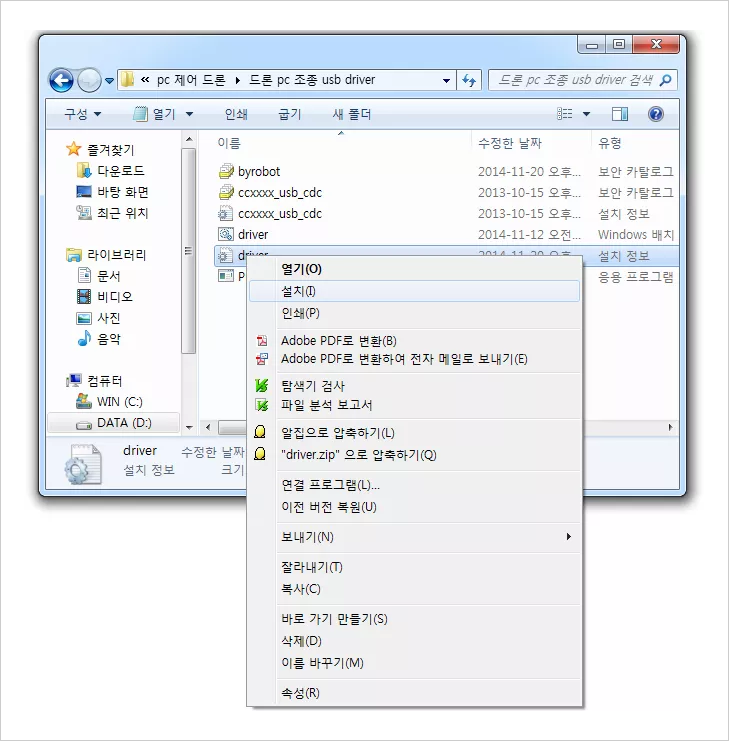 « pc 제어 드론 ▸ 드론 pc 조종 usb driver
드론 pc 조종 usb driver 검색
구성 열기 인쇄 굽기 새 폴더
이름 수정한 날짜 유형
즐겨찾기
다운로드
바탕 화면
최근 위치
라이브러리
문서
비디오
사진
음악
컴퓨터
WIN (C:)
DATA (D:)
byrobot 2014-11-20 오후... 보안 카탈로그
ccxxxx_usb_cdc 2013-10-15 오후... 보안 카탈로그
ccxxxx_usb_cdc 2013-10-15 오후... 설치 정보
driver 2014-11-12 오전... Windows 배치
driver 2014-11-20 오후... 설치 정보
P 응용 프로그램
열기(O)
설치(I)
인쇄(P)
Adobe PDF로 변환(B)
Adobe PDF로 변환하여 전자 메일로 보내기(E)
탐색기 검사
파일 분석 보고서
알집으로 압축하기(L)
"driver.zip" 으로 압축하기(Q)
연결 프로그램(L)...
이전 버전 복원(U)
보내기(N)
잘라내기(T)
복사(C)
바로 가기 만들기(S)
삭제(D)
이름 바꾸기(M)
속성(R)
driver 수정한 날짜
설치 정보 크기